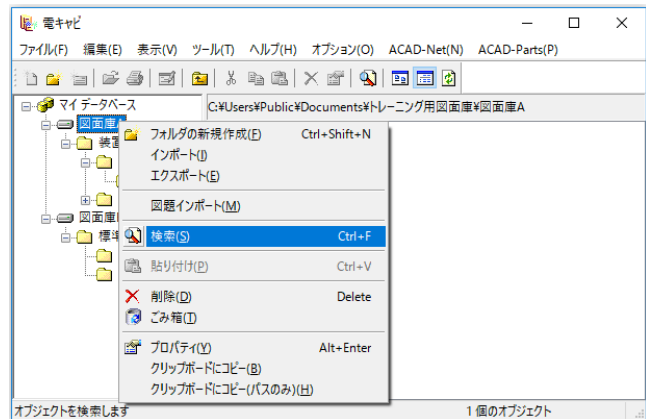 電キャビ
ファイル(F) 編集(E) 表示(V) ツール(T) ヘルプ(H) オプション(O) ACAD-Net(N) ACAD-Parts(P)
マイ データベース
C:¥Users¥Public¥Documents¥トレーニング用図面庫¥図面庫A
図面庫A
装置
図面庫
標準
フォルダの新規作成(F) Ctrl+Shift+N
インポート(I)
エクスポート(E)
図題インポート(M)
検索(S) Ctrl+F
貼り付け(P) Ctrl+V
削除(D) Delete
ごみ箱(T)
プロパティ(Y) Alt+Enter
クリップボードにコピー(B)
クリップボードにコピー(パスのみ)(H)
オブジェクトを検索します
1 個のオブジェクト